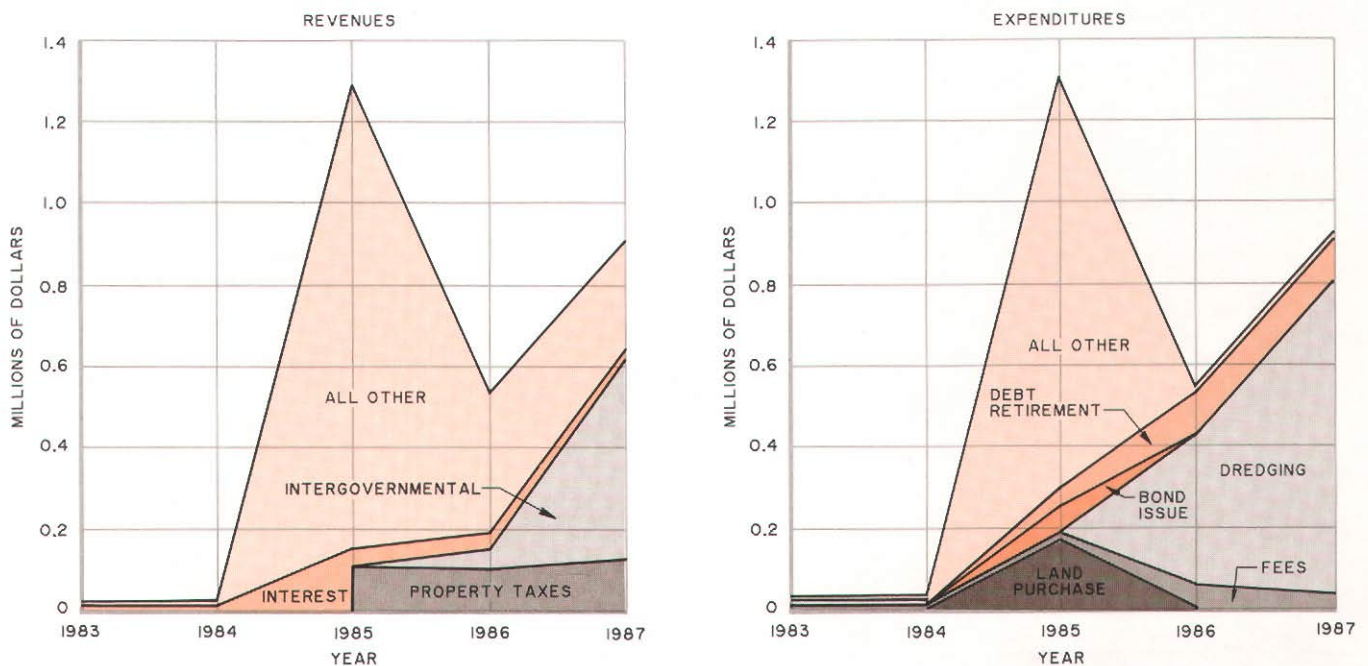 REVENUES
1.4
1.2
1.0
0.8
0.6
0.4
0.2
0
MILLIONS OF DOLLARS
ALL OTHER
INTERGOVERNMENTAL
INTEREST
PROPERTY TAXES
1983 1984 1985 1986 1987
YEAR
EXPENDITURES
1.4
1.2
1.0
0.8
0.6
0.4
0.2
0
MILLIONS OF DOLLARS
ALL OTHER
DEBT
RETIREMENT
DREDGING
BOND
ISSUE
FEES
LAND
PURCHASE
1983 1984 1985 1986 1987
YEAR